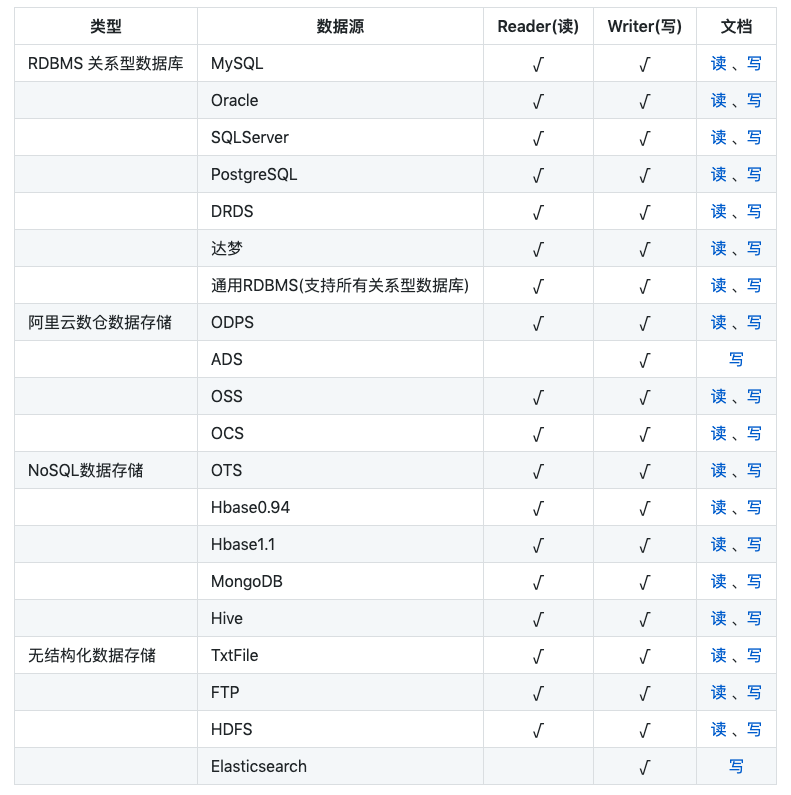 类型 数据源 Reader(读) Writer(写) 文档
RDBMS 关系型数据库 MySQL √ √ 读 、写
Oracle √ √ 读 、写
SQLServer √ √ 读 、写
PostgreSQL √ √ 读 、写
DRDS √ √ 读 、写
达梦 √ √ 读 、写
通用RDBMS(支持所有关系型数据库) √ √ 读 、写
阿里云数仓数据存储 ODPS √ √ 读 、写
ADS √ 写
OSS √ √ 读 、写
OCS √ √ 读 、写
NoSQL数据存储 OTS √ √ 读 、写
Hbase0.94 √ √ 读 、写
Hbase1.1 √ √ 读 、写
MongoDB √ √ 读 、写
Hive √ √ 读 、写
无结构化数据存储 TxtFile √ √ 读 、写
FTP √ √ 读 、写
HDFS √ √ 读 、写
Elasticsearch √ 写